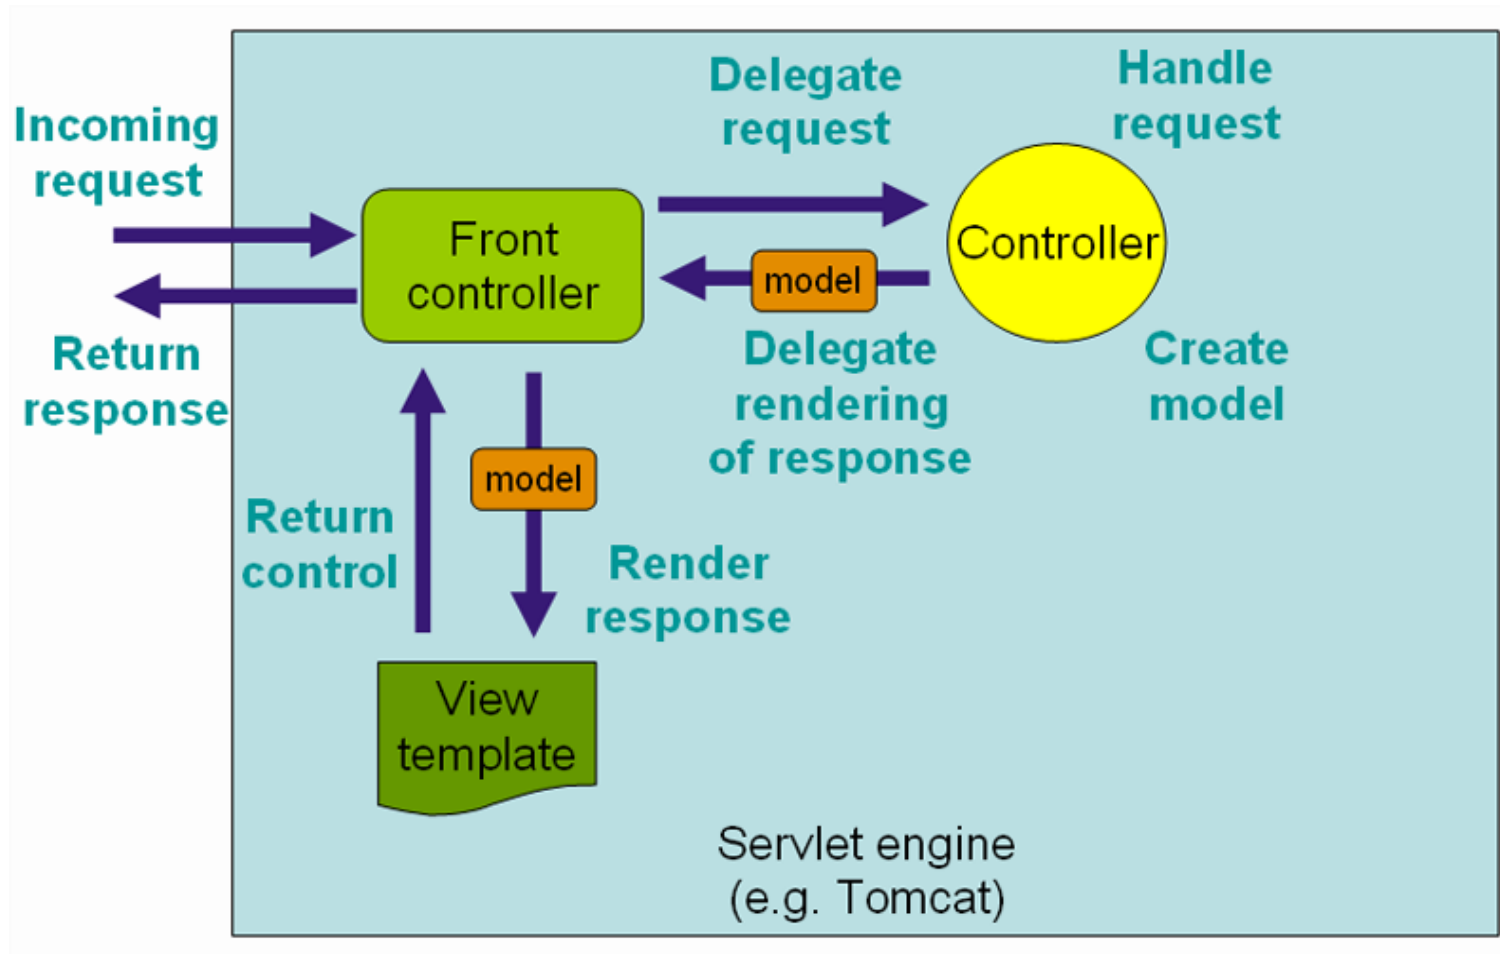 Incoming
request
Return
response
Delegate
request
Handle
request
Front
controller
Controller
model
Delegate
rendering
of response
Create
model
Return
control
model
Render
response
View
template
Servlet engine
(e.g. Tomcat)